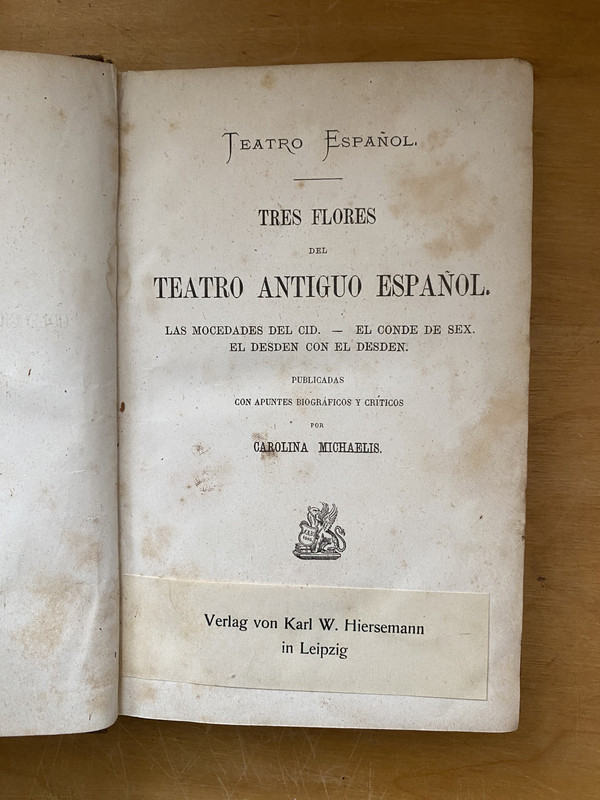 TEATRO ESPAÑOL.
TRES FLORES
DEL
TEATRO ANTIGUO ESPAÑOL.
LAS MOCEDADES DEL CID. — EL CONDE DE SEX.
EL DESDEN CON EL DESDEN.
PUBLICADAS
CON APUNTES BIOGRÁFICOS Y CRÍTICOS
POR
CAROLINA MICHAELIS.
Verlag von Karl W. Hiersemann
in Leipzig